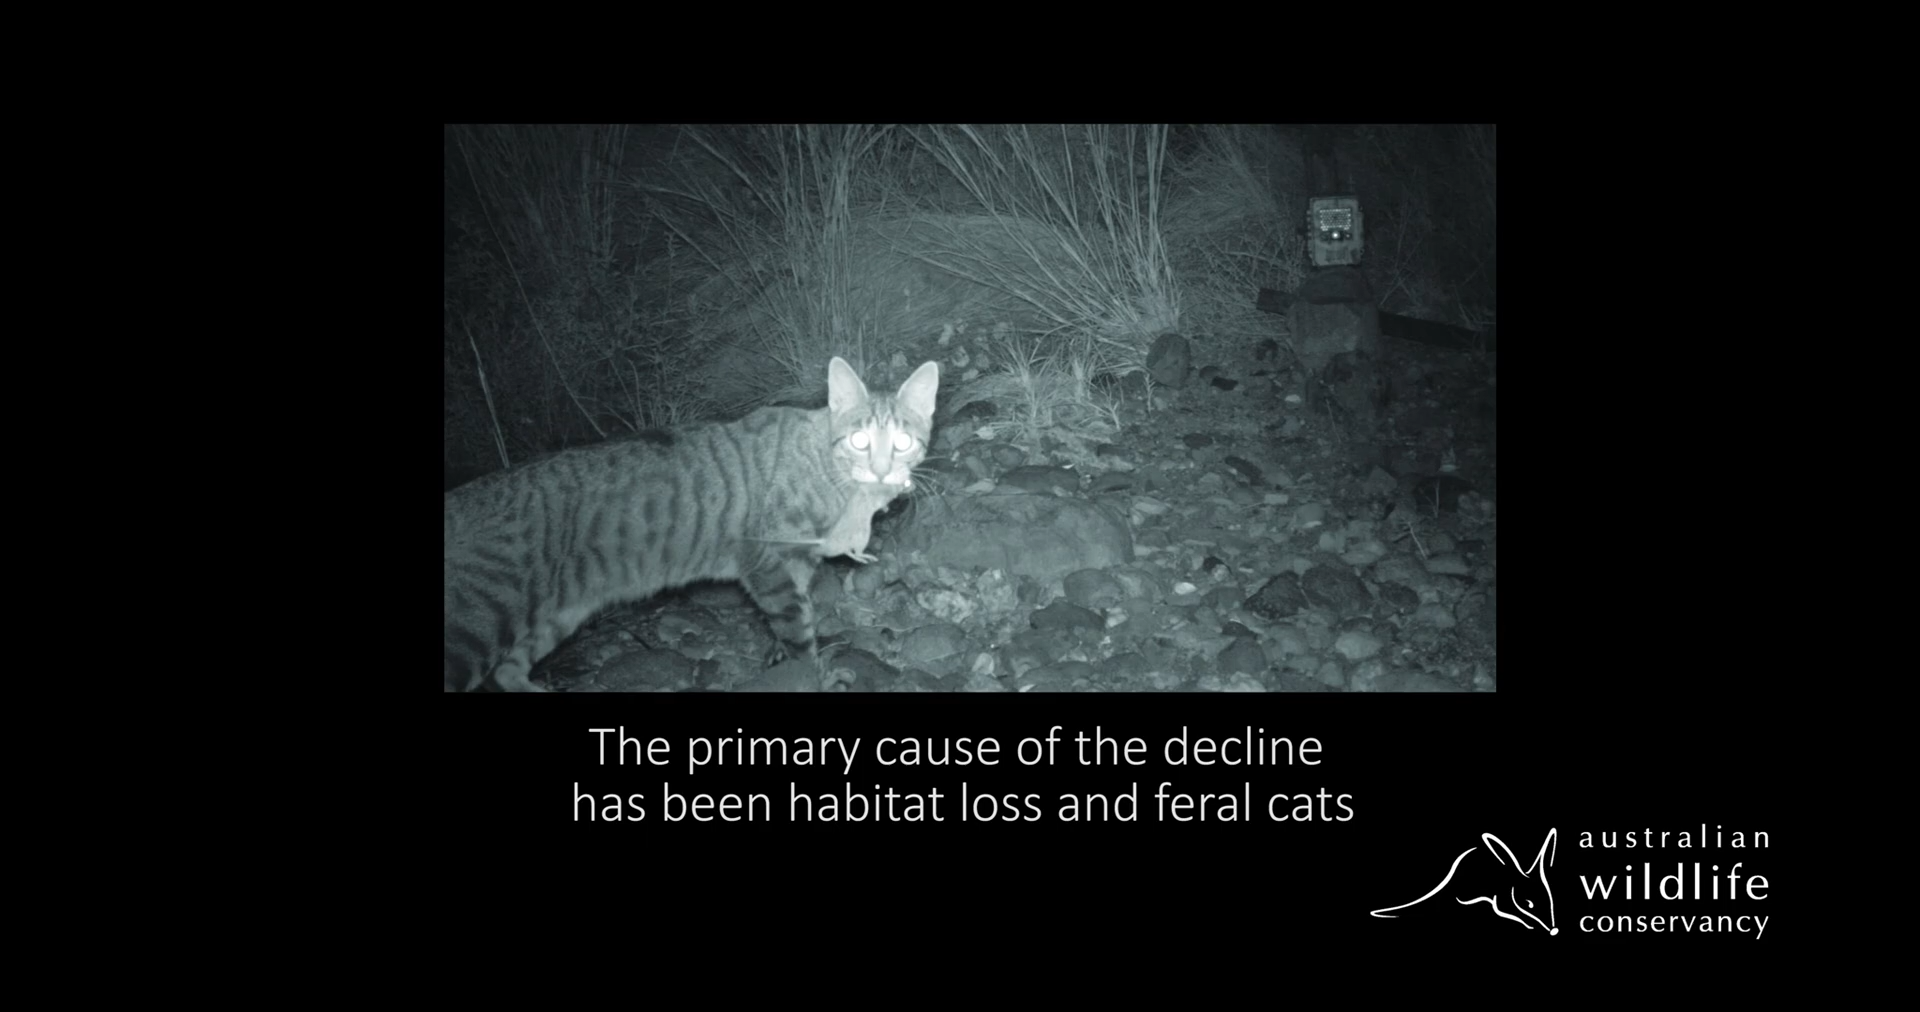 The primary cause of the decline
has been habitat loss and feral cats
australian
wildlife
conservancy